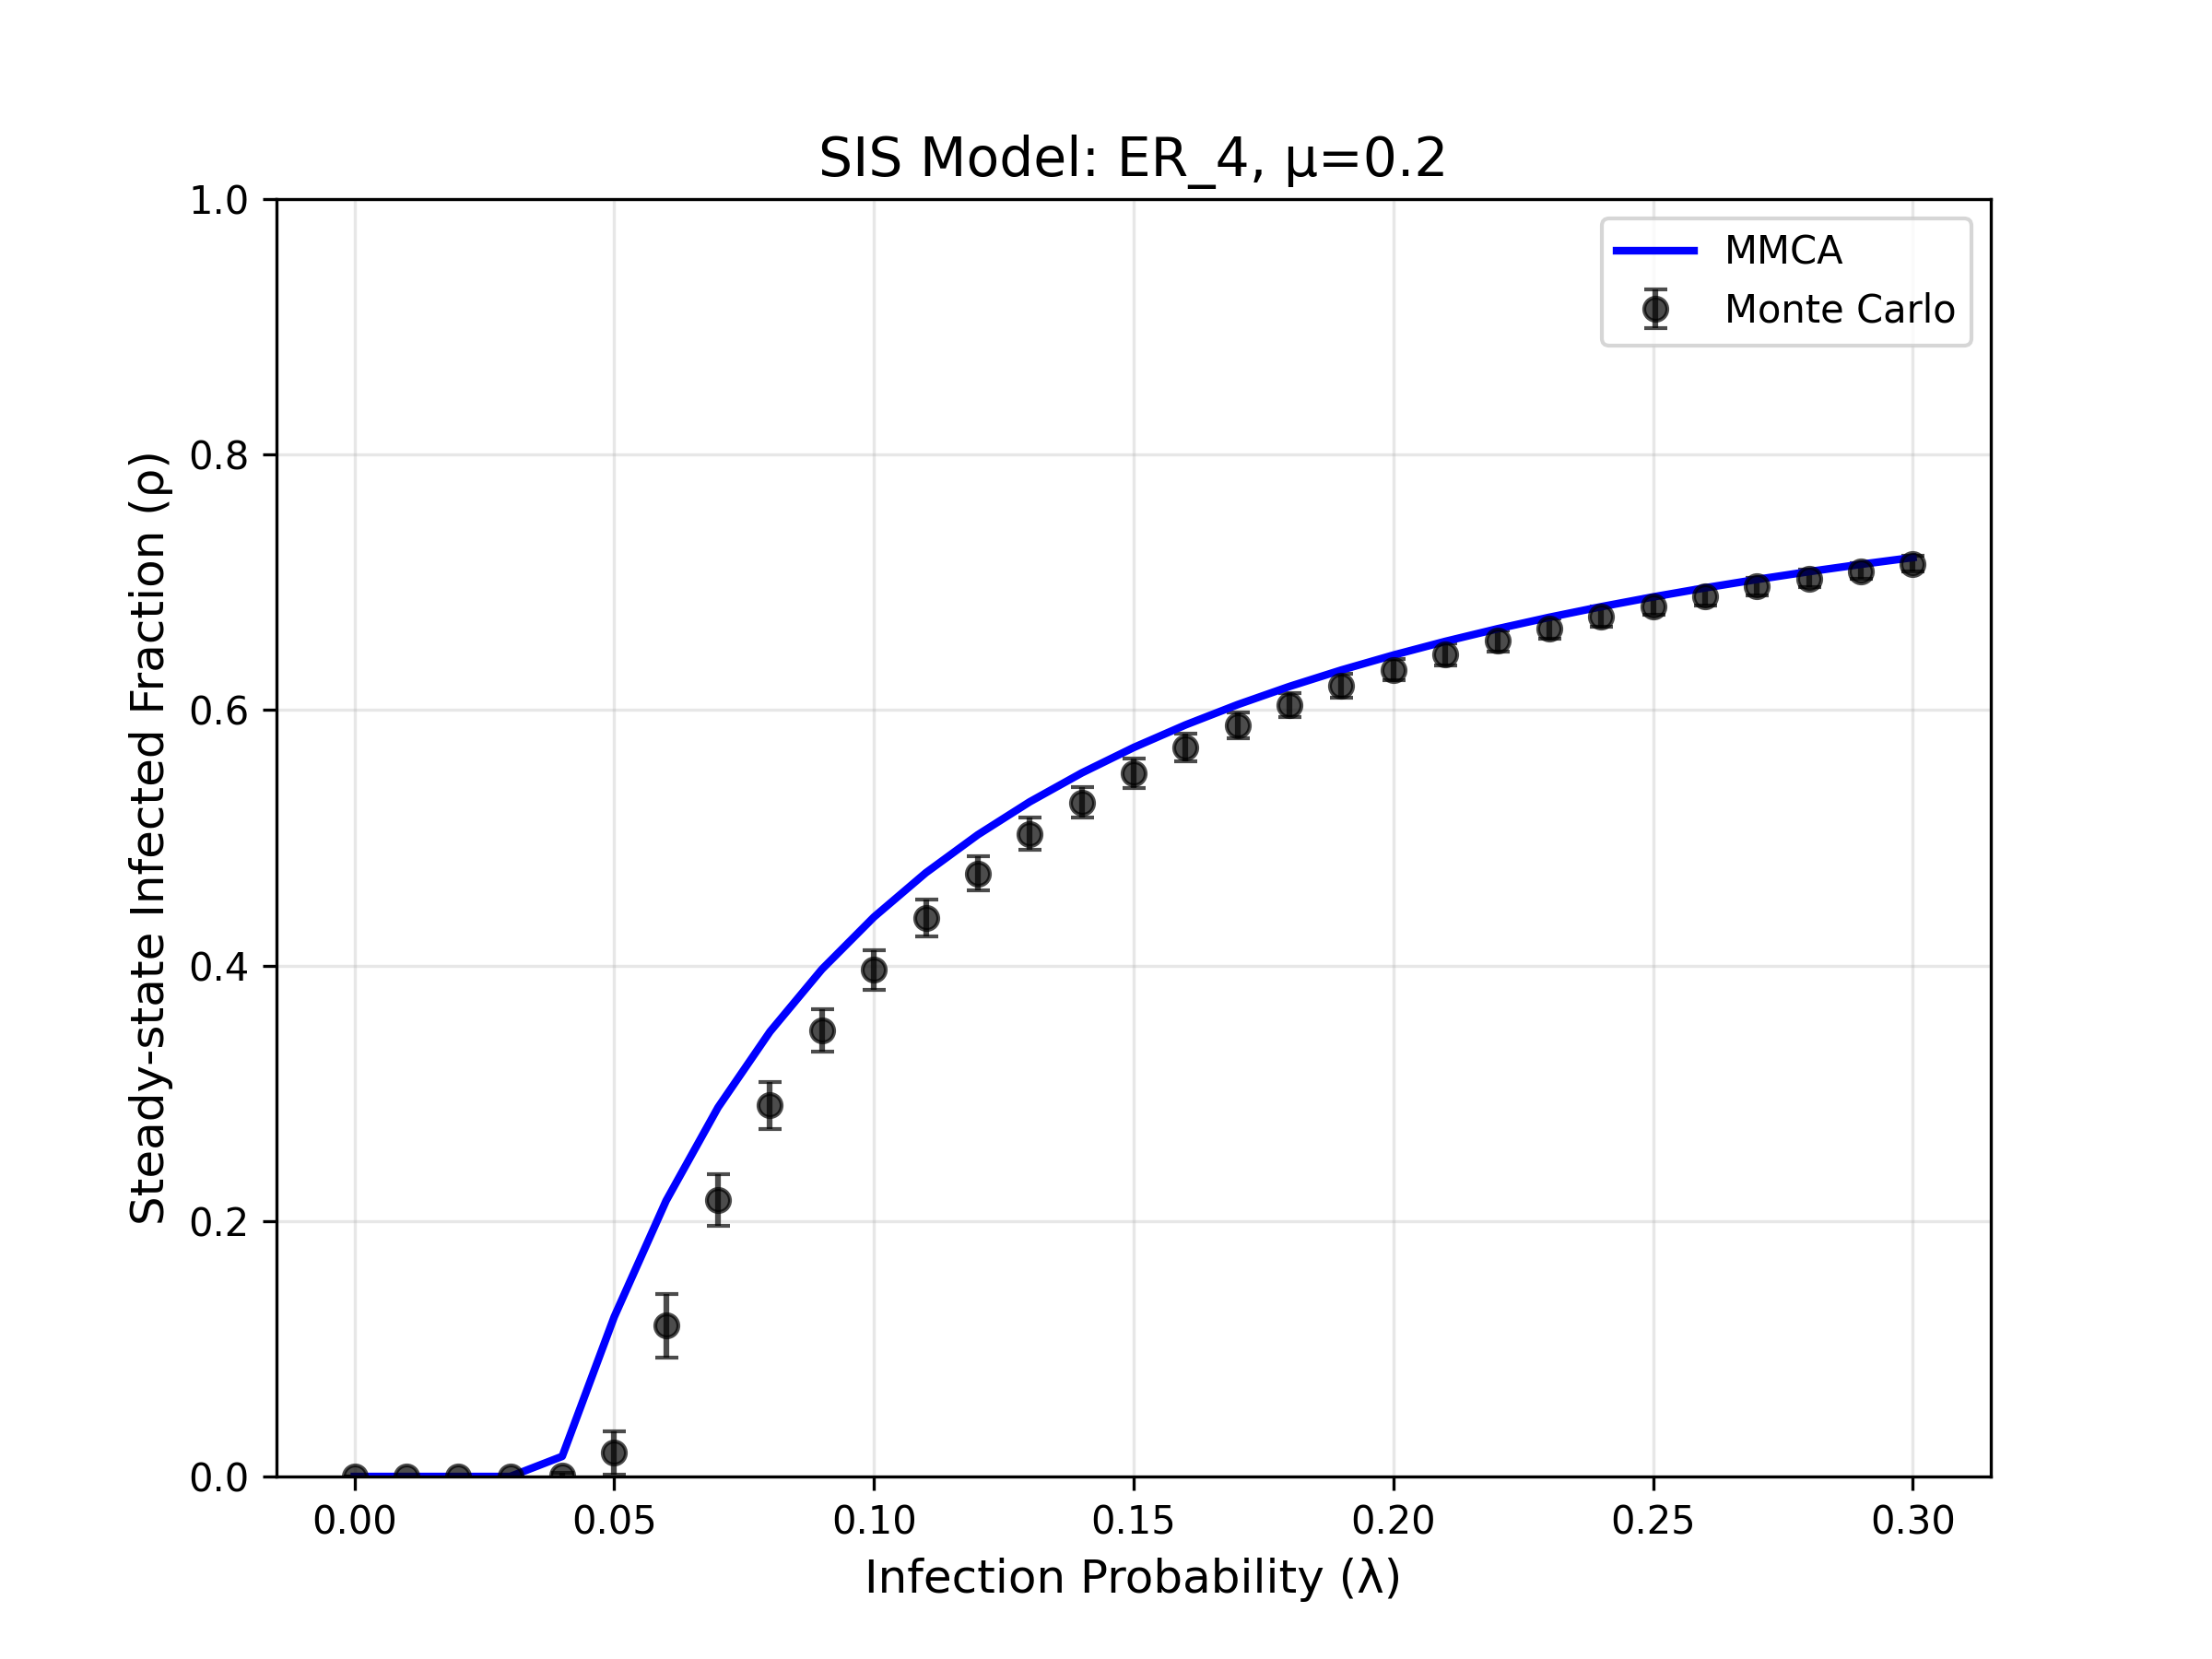 SIS Model: ER_4, μ=0.2
MMCA
Monte Carlo
Steady-state Infected Fraction (ρ)
1.0
0.8
0.6
0.4
0.2
0.0
0.00 0.05 0.10 0.15 0.20 0.25 0.30
Infection Probability (λ)